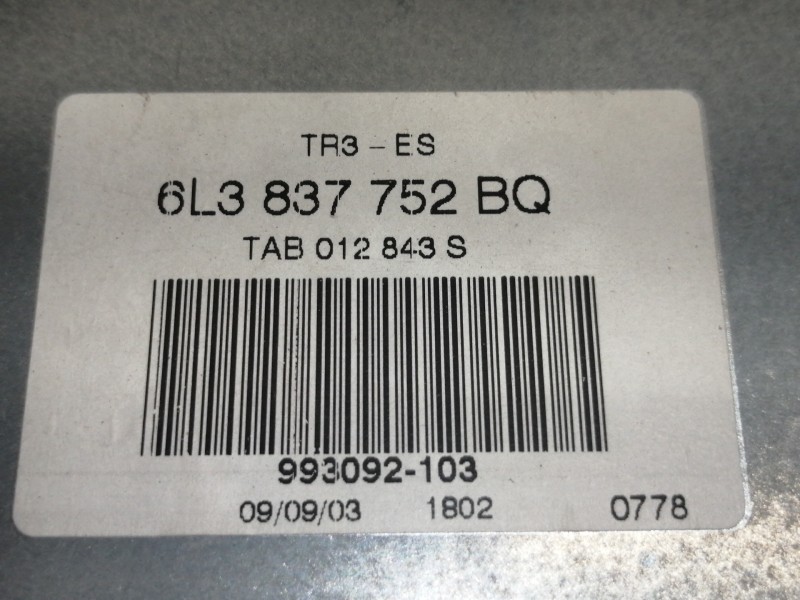 TR3 - ES
6L3 837 752 BQ
TAB 012 843 S
993092-103
09/09/03 1802 0778